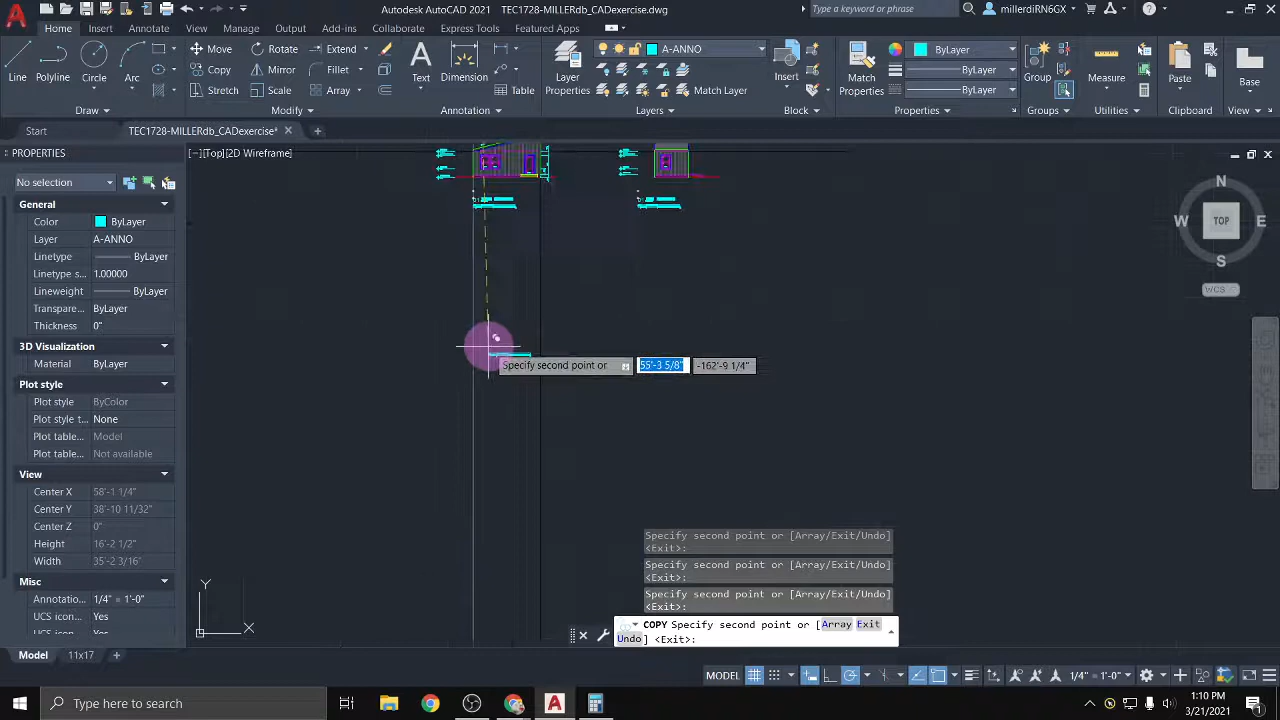 Autodesk AutoCAD 2021   TEC1728-MILLERdb_CADexercise.dwg
Type a keyword or phrase
millerdiRN6GX
Home Insert Annotate Parametric View Manage Output Add-ins Collaborate Express Tools Featured Apps
Line
Polyline
Circle
Arc
Move
Copy
Stretch
Rotate
Mirror
Scale
Extend
Fillet
Array
Text
Dimension
Table
Layer
Properties
A-ANNO
Match Layer
Insert
Match
Properties
ByLayer
ByLayer
ByLayer
Group
Measure
Paste
Base
Draw
Modify
Annotation
Layers
Block
Properties
Groups
Utilities
Clipboard
View
Start
TEC1728-MILLERdb_CADexercise*
PROPERTIES
[−][Top][2D Wireframe]
No selection
General
Color ByLayer
Layer A-ANNO
Linetype ByLayer
Linetype s... 1.00000
Lineweight ByLayer
Transpare... ByLayer
Thickness 0"
3D Visualization
Material ByLayer
Plot style
Plot style ByColor
Plot style t... None
Plot table... Model
Plot table... Not available
View
Center X 58'-1 1/4"
Center Y 38'-10 11/32"
Center Z 0"
Height 16'-2 1/2"
Width 35'-2 3/16"
Misc
Annotatio... 1/4" = 1'-0"
UCS icon... Yes
UCS icon... Yes
N
W TOP E
S
WCS
Specify second point or 55'-3 5/8" -162'-9 1/4"
Specify second point or [Array/Exit/Undo]
<Exit>:
Specify second point or [Array/Exit/Undo]
<Exit>:
Specify second point or [Array/Exit/Undo]
<Exit>:
COPY Specify second point or [Array Exit
Undo] <Exit>:
Y
X
Model 11x17
MODEL
1/4" = 1'-0"
Type here to search
1:10 PM
3/21/2021